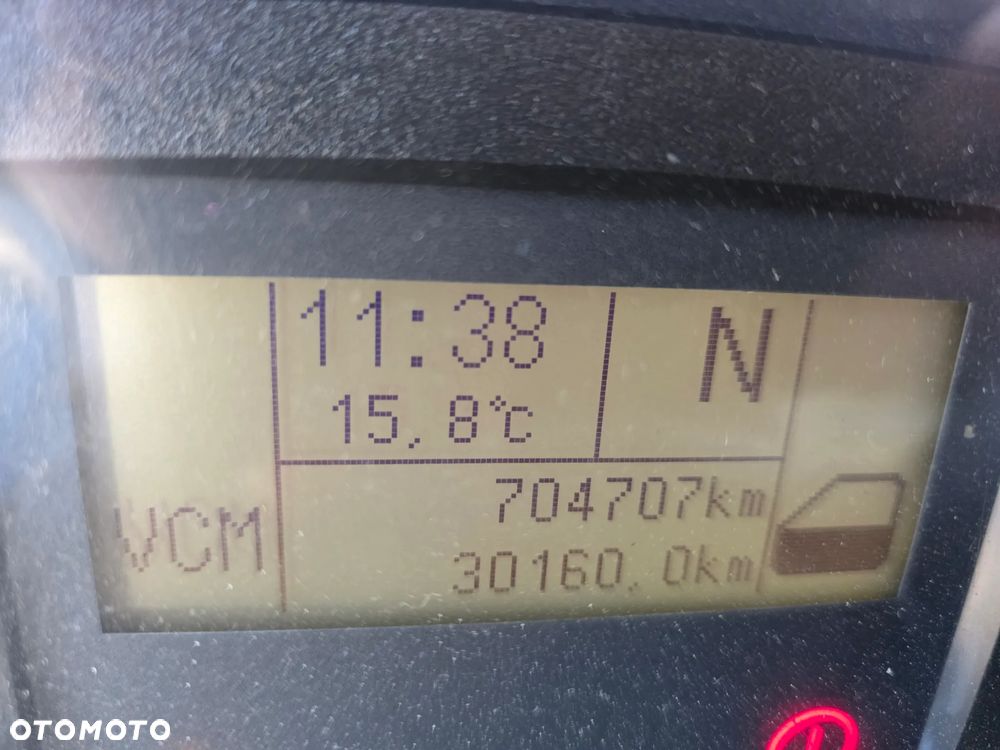 11:38 N
15,8°C
704707km
VCM 30160,0km
OTOMOTO